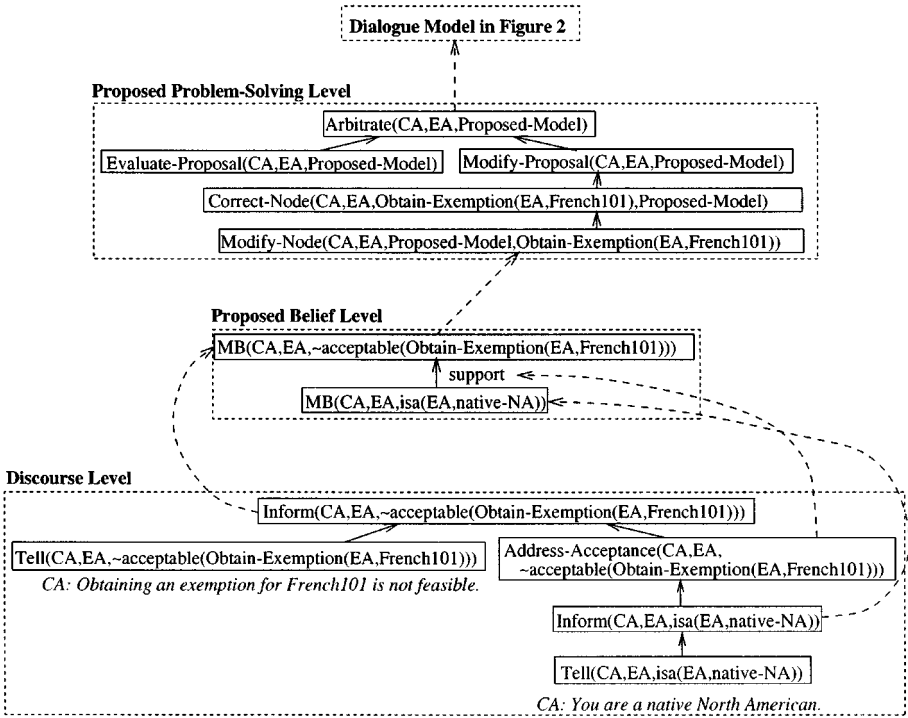 Dialogue Model in Figure 2
Proposed Problem-Solving Level
Arbitrate(CA,EA,Proposed-Model)
Evaluate-Proposal(CA,EA,Proposed-Model)
Modify-Proposal(CA,EA,Proposed-Model)
Correct-Node(CA,EA,Obtain-Exemption(EA,French101),Proposed-Model)
Modify-Node(CA,EA,Proposed-Model,Obtain-Exemption(EA,French101))
Proposed Belief Level
MB(CA,EA,~acceptable(Obtain-Exemption(EA,French101)))
support
MB(CA,EA,isa(EA,native-NA))
Discourse Level
Inform(CA,EA,~acceptable(Obtain-Exemption(EA,French101)))
Tell(CA,EA,~acceptable(Obtain-Exemption(EA,French101)))
CA: Obtaining an exemption for French101 is not feasible.
Address-Acceptance(CA,EA,
~acceptable(Obtain-Exemption(EA,French101)))
Inform(CA,EA,isa(EA,native-NA))
Tell(CA,EA,isa(EA,native-NA))
CA: You are a native North American.